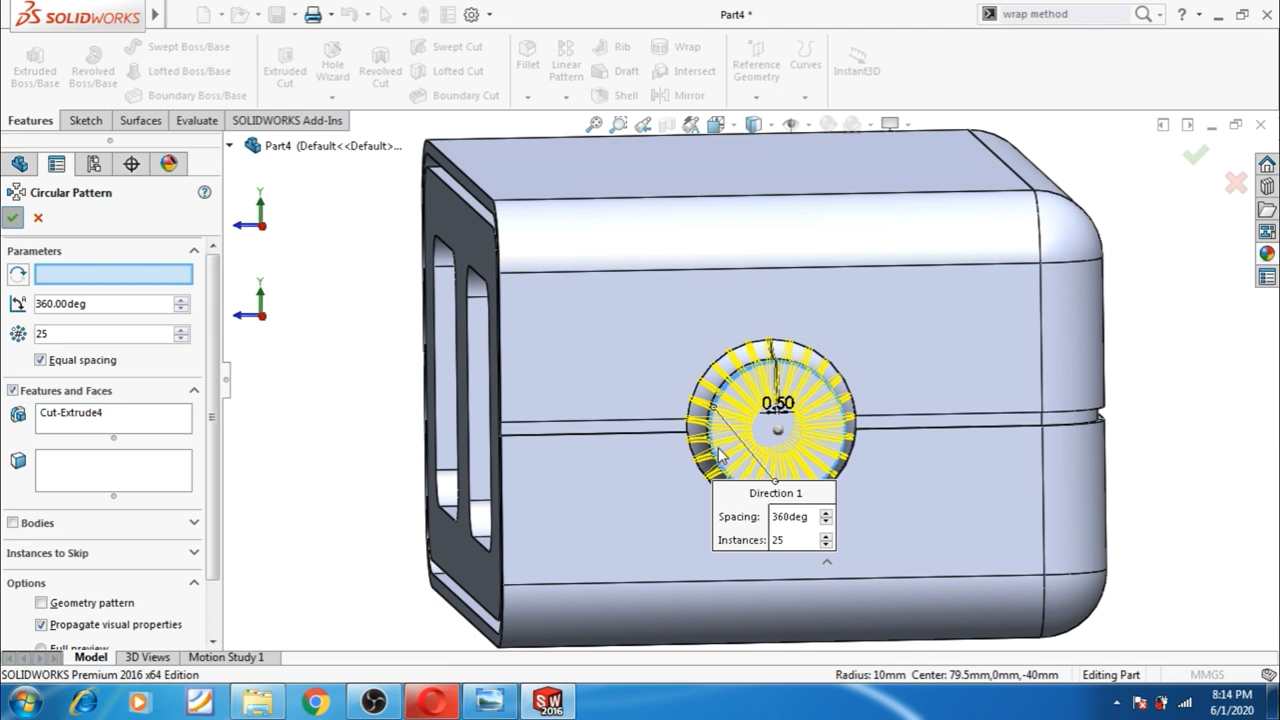 SOLIDWORKS
Part4 *
wrap method
?
Extruded Boss/Base
Revolved Boss/Base
Swept Boss/Base
Lofted Boss/Base
Boundary Boss/Base
Extruded Cut
Hole Wizard
Revolved Cut
Swept Cut
Lofted Cut
Boundary Cut
Fillet
Linear Pattern
Rib
Draft
Shell
Wrap
Intersect
Mirror
Reference Geometry
Curves
Instant3D
Features
Sketch
Surfaces
Evaluate
SOLIDWORKS Add-Ins
Part4 (Default<<Default>...
Circular Pattern
?
Parameters
360.00deg
25
Equal spacing
Features and Faces
Cut-Extrude4
Bodies
Instances to Skip
Options
Geometry pattern
Propagate visual properties
Full preview
Y
Y
0.50
Direction 1
Spacing: 360deg
Instances: 25
Model
3D Views
Motion Study 1
SOLIDWORKS Premium 2016 x64 Edition
Radius: 10mm Center: 79.5mm,0mm,-40mm
Editing Part
MMGS
SW
2016
8:14 PM
6/1/2020